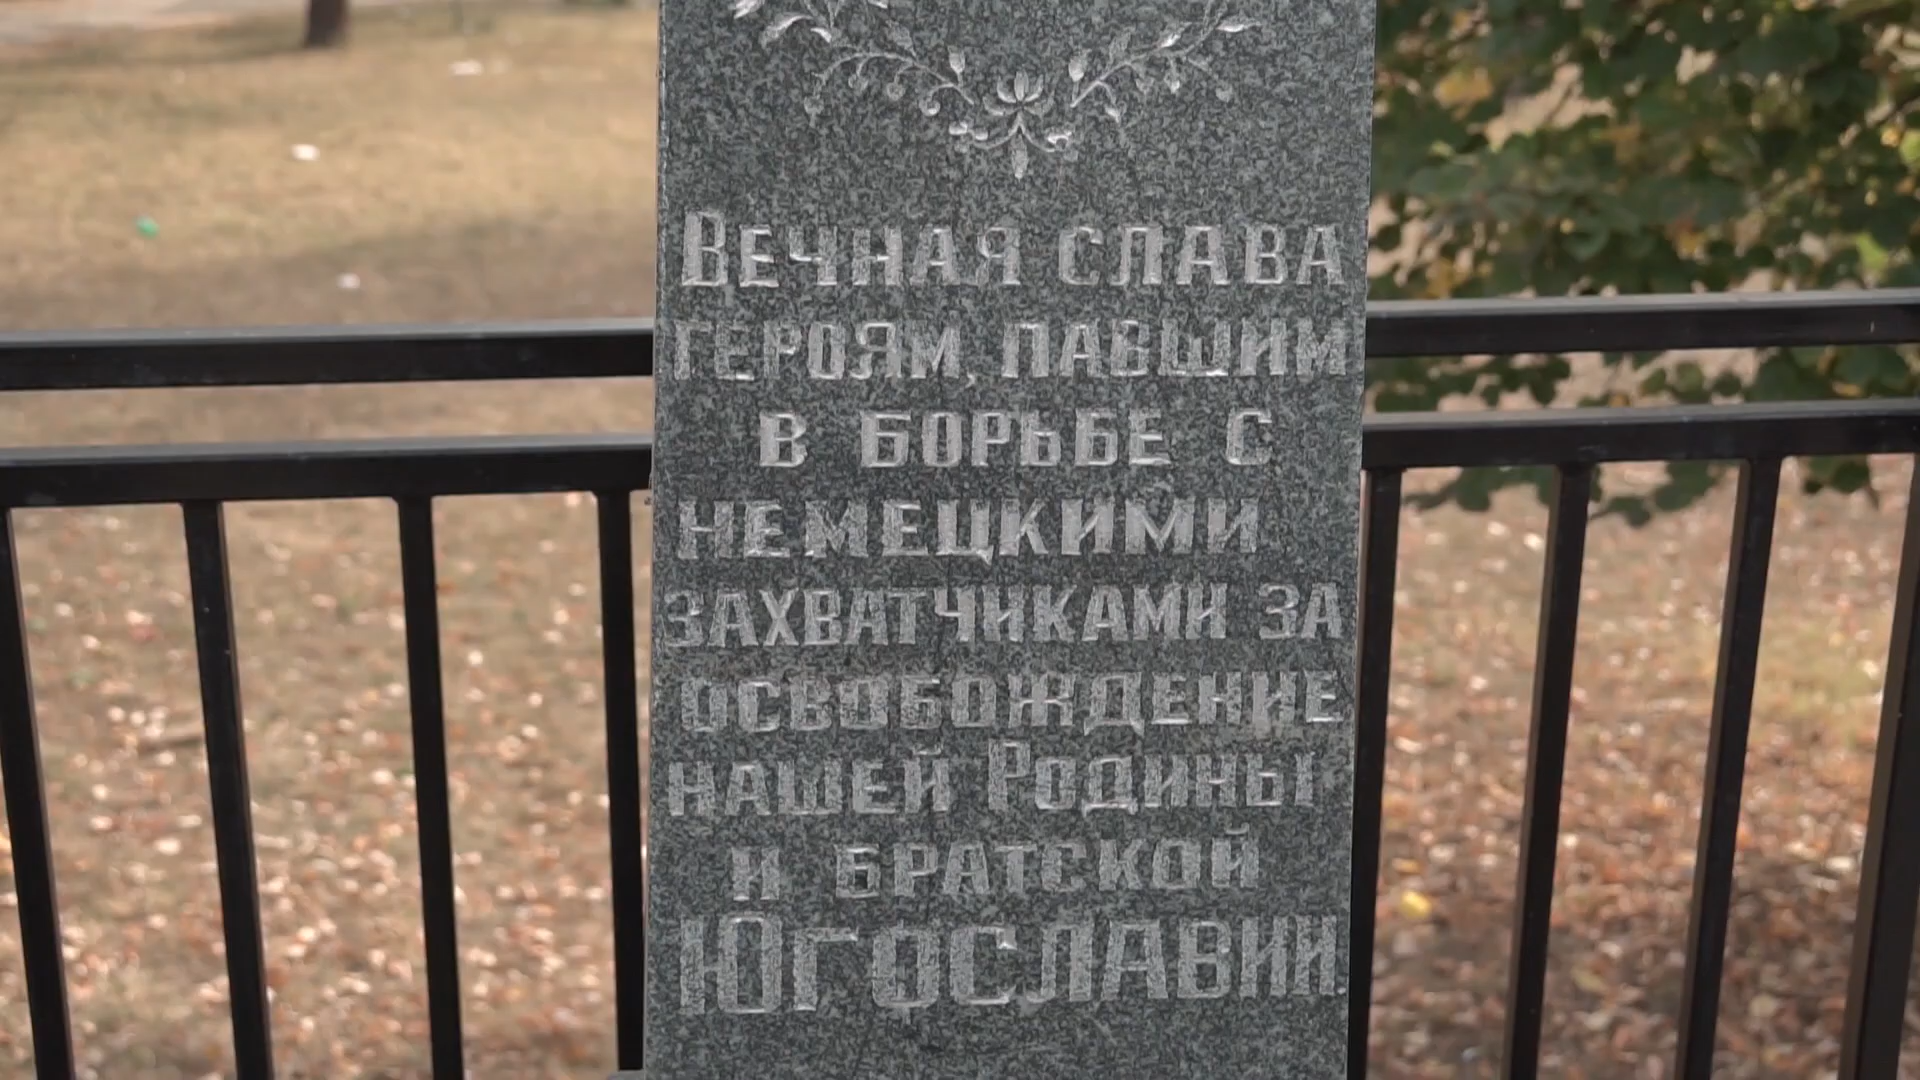 Вечная слава
героям, павшим
в борьбе с
немецкими
захватчиками за
освобождение
нашей Родины
и братской
Югославии.